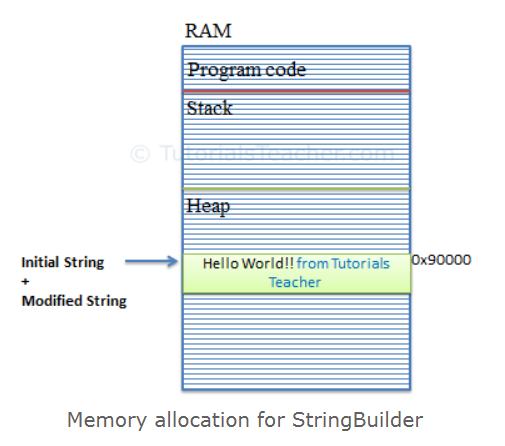 RAM
Program code
Stack
© TutorialsTeacher.com
Heap
Initial String
+
Modified String
Hello World!! from Tutorials
Teacher
0x90000
Memory allocation for StringBuilder